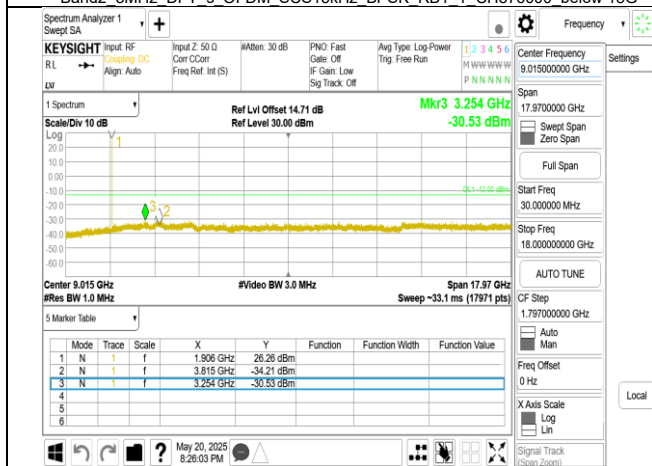 Spectrum Analyzer 1
Swept SA
Frequency
Settings
KEYSIGHT
Input: RF
Coupling: DC
Align: Auto
Input Z: 50 Ω
Corr CCorr
Freq Ref: Int (S)
#Atten: 30 dB
PNO: Fast
Gate: Off
IF Gain: Low
Sig Track: Off
Avg Type: Log-Power
Trig: Free Run
1 2 3 4 5 6
M W W W W W
P N N N N N
RL
Center Frequency
9.015000000 GHz
Span
17.9700000 GHz
Swept Span
Zero Span
Full Span
Start Freq
30.000000 MHz
Stop Freq
18.000000000 GHz
AUTO TUNE
CF Step
1.797000000 GHz
Auto
Man
Freq Offset
0 Hz
X Axis Scale
Log
Lin
Signal Track
(Span Zoom)
Local
1 Spectrum
Scale/Div 10 dB
Log
Ref Lvl Offset 14.71 dB
Ref Level 30.00 dBm
Mkr3 3.254 GHz
-30.53 dBm
20.0
10.0
0.00
-10.0
-20.0
-30.0
-40.0
-50.0
-60.0
1
3
2
DL1 -13.00 dBm
Center 9.015 GHz
#Res BW 1.0 MHz
#Video BW 3.0 MHz
Span 17.97 GHz
Sweep ~33.1 ms (17971 pts)
5 Marker Table
Mode Trace Scale X Y Function Function Width Function Value
1 N 1 f 1.906 GHz 26.26 dBm
2 N 1 f 3.815 GHz -34.21 dBm
3 N 1 f 3.254 GHz -30.53 dBm
4
5
6
May 20, 2025
8:26:03 PM